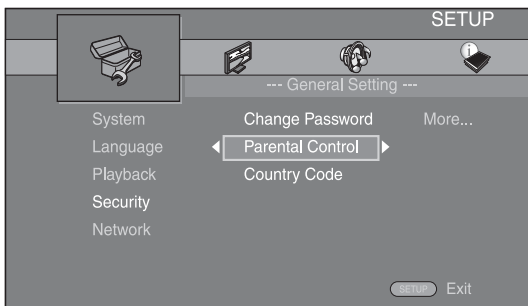 SETUP
--- General Setting ---
System Change Password More...
Language Parental Control
Playback Country Code
Security
Network
SETUP Exit